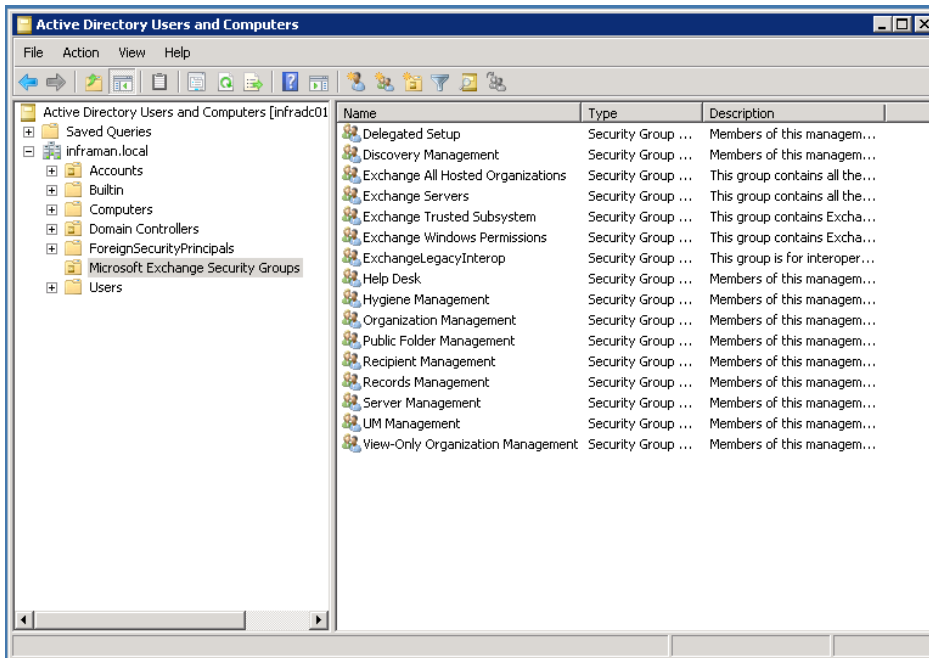 Active Directory Users and Computers
File Action View Help
Active Directory Users and Computers [infradc01
Saved Queries
inframan.local
Accounts
Builtin
Computers
Domain Controllers
ForeignSecurityPrincipals
Microsoft Exchange Security Groups
Users
Name Type Description
Delegated Setup Security Group ... Members of this managem...
Discovery Management Security Group ... Members of this managem...
Exchange All Hosted Organizations Security Group ... This group contains all the...
Exchange Servers Security Group ... This group contains all the...
Exchange Trusted Subsystem Security Group ... This group contains Excha...
Exchange Windows Permissions Security Group ... This group contains Excha...
ExchangeLegacyInterop Security Group ... This group is for interoper...
Help Desk Security Group ... Members of this managem...
Hygiene Management Security Group ... Members of this managem...
Organization Management Security Group ... Members of this managem...
Public Folder Management Security Group ... Members of this managem...
Recipient Management Security Group ... Members of this managem...
Records Management Security Group ... Members of this managem...
Server Management Security Group ... Members of this managem...
UM Management Security Group ... Members of this managem...
View-Only Organization Management Security Group ... Members of this managem...